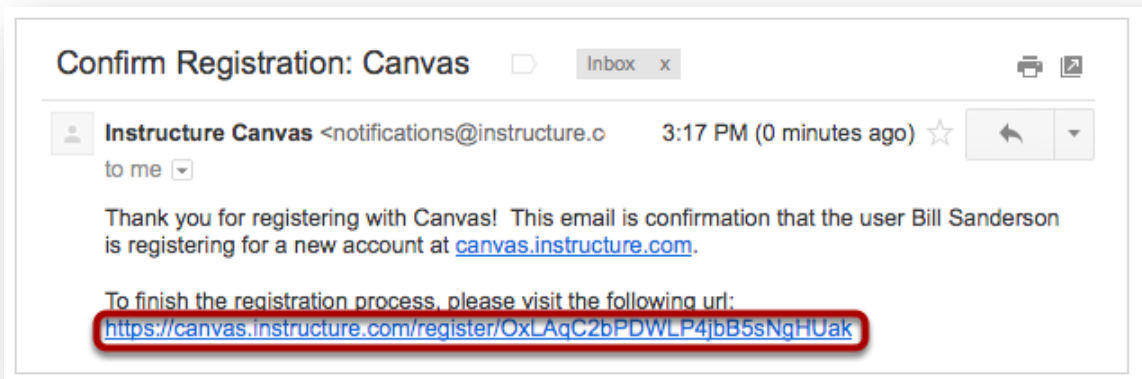 Confirm Registration: Canvas Inbox x
Instructure Canvas <notifications@instructure.c 3:17 PM (0 minutes ago)
to me
Thank you for registering with Canvas! This email is confirmation that the user Bill Sanderson
is registering for a new account at canvas.instructure.com.
To finish the registration process, please visit the following url:
https://canvas.instructure.com/register/OxLAqC2bPDWLP4jbB5sNgHUak